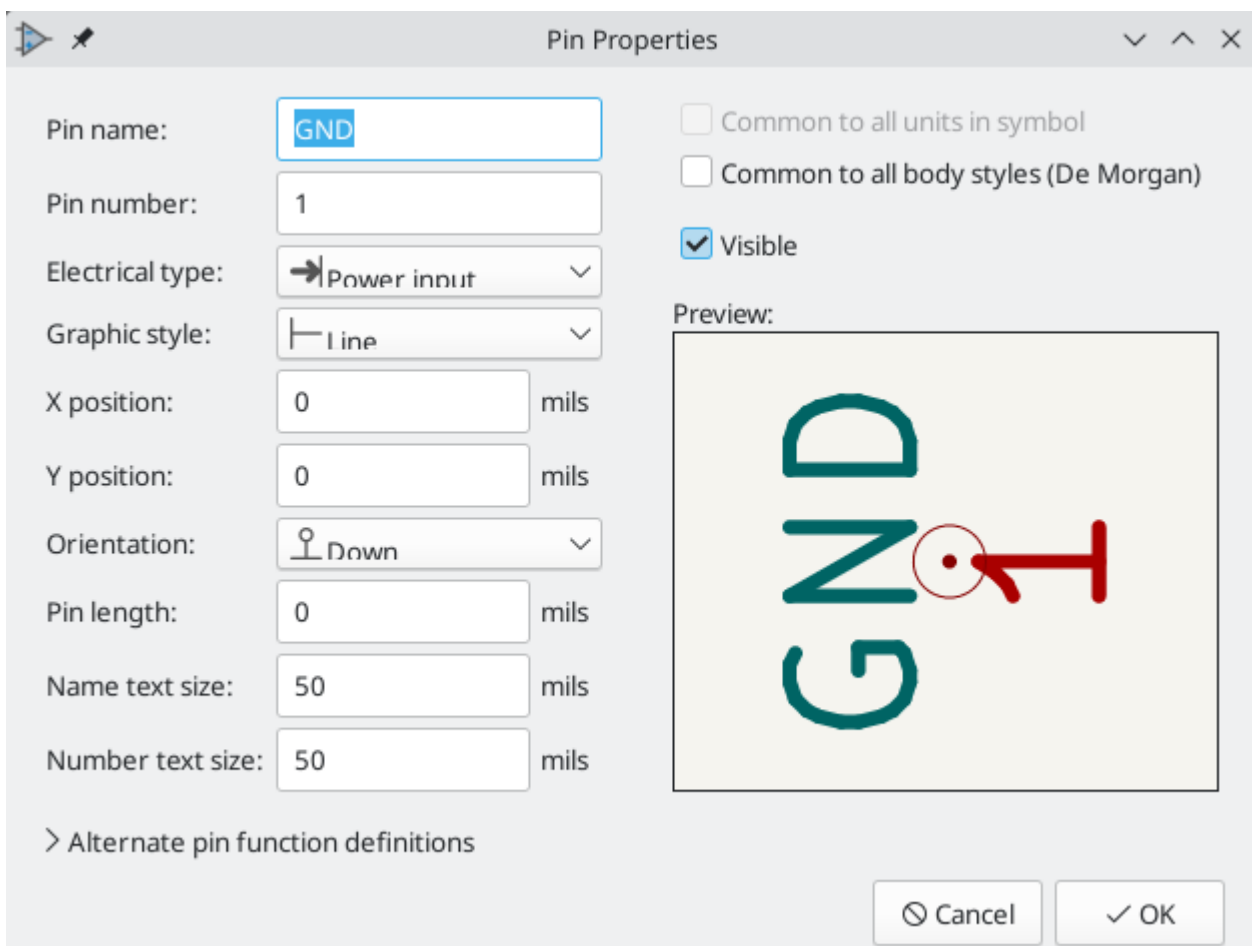 Pin Properties
Pin name: GND
Pin number: 1
Electrical type: Power input
Graphic style: Line
X position: 0 mils
Y position: 0 mils
Orientation: Down
Pin length: 0 mils
Name text size: 50 mils
Number text size: 50 mils
Alternate pin function definitions
Common to all units in symbol
Common to all body styles (De Morgan)
Visible
Preview:
GND
1
Cancel
OK